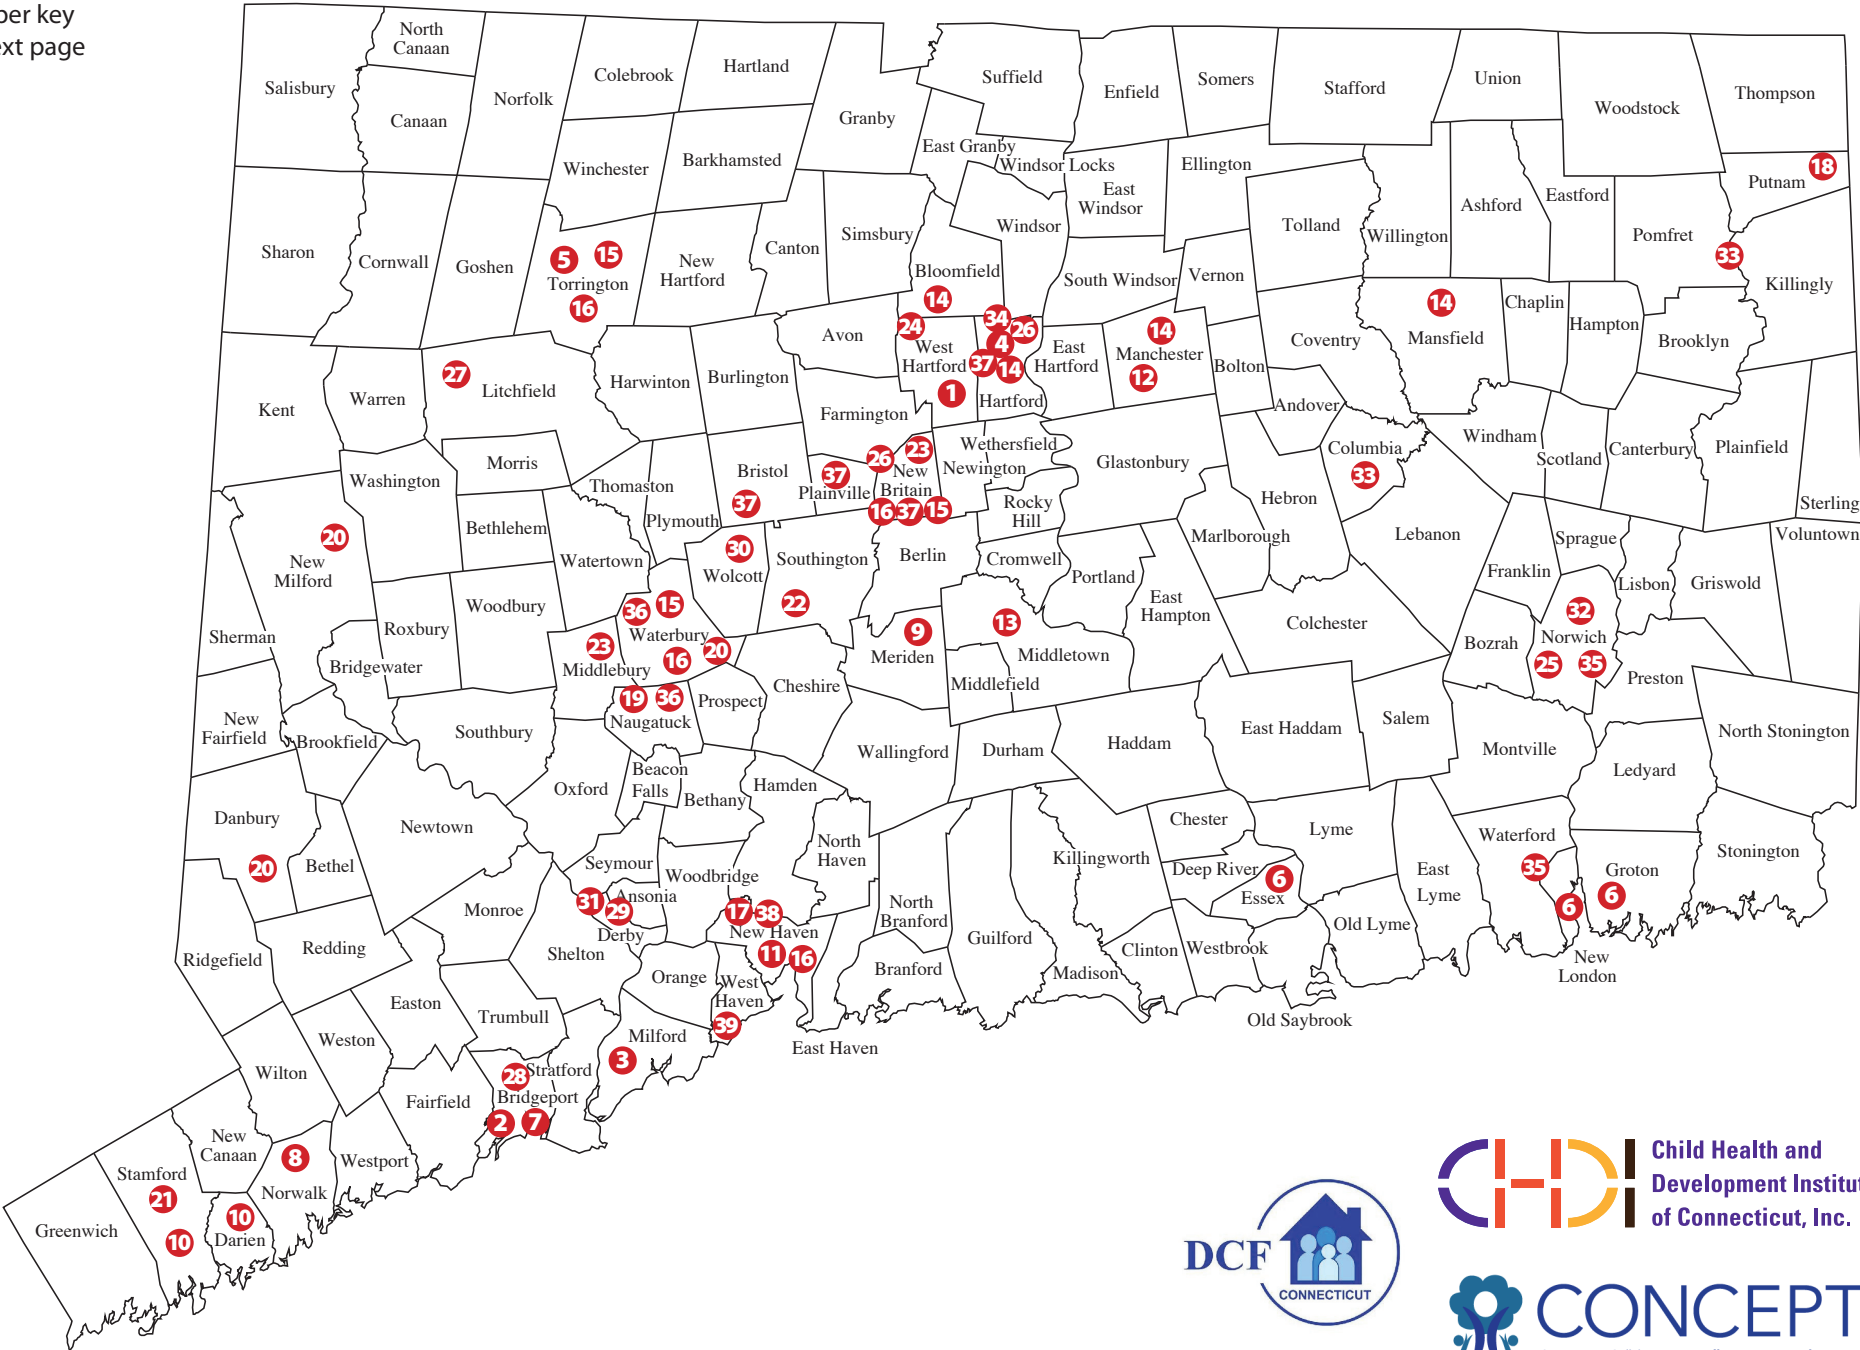 per key
ext page
North
Canaan
Salisbury
Canaan
Norfolk
Colebrook
Hartland
Granby
Suffield
Enfield
Somers
Stafford
Union
Woodstock
Thompson
Winchester
Barkhamsted
East Granby
Windsor Locks
East
Windsor
Ellington
Tolland
Willington
Ashford
Eastford
Pomfret
Putnam
18
33
Killingly
Sharon
Cornwall
Goshen
5
15
Torrington
16
New
Hartford
Canton
Simsbury
Bloomfield
14
Windsor
South Windsor
Vernon
Coventry
14
Mansfield
Chaplin
Hampton
Brooklyn
Avon
24
West
Hartford
1
34
26
4
37
14
Hartford
East
Hartford
14
Manchester
12
Bolton
Andover
Kent
Warren
27
Litchfield
Harwinton
Burlington
Farmington
Wethersfield
Newington
Glastonbury
Columbia
33
Windham
Scotland
Canterbury
Plainfield
Sterling
Washington
Morris
Thomaston
Plymouth
Bristol
37
37
Plainville
26
23
New
Britain
16
37
15
Rocky
Hill
Hebron
Marlborough
Lebanon
Sprague
Franklin
Lisbon
Griswold
Voluntown
20
New
Milford
Bethlehem
Watertown
30
Wolcott
Southington
22
Berlin
Cromwell
Portland
East
Hampton
Colchester
Bozrah
32
Norwich
25
35
Preston
Sherman
Bridgewater
Roxbury
Woodbury
23
Middlebury
36
15
Waterbury
16
20
Cheshire
9
Meriden
13
Middletown
Middlefield
New
Fairfield
Brookfield
Southbury
19
36
Naugatuck
Prospect
Wallingford
Durham
Haddam
East Haddam
Salem
Montville
Ledyard
North Stonington
Danbury
20
Bethel
Newtown
Oxford
Beacon
Falls
Bethany
Hamden
North
Haven
Killingworth
Chester
Deep River
6
Essex
Lyme
East
Lyme
Waterford
35
6
New
London
Groton
6
Stonington
Seymour
31
29
Ansonia
Derby
Woodbridge
17
38
New Haven
11
16
North
Branford
Branford
Guilford
Madison
Clinton
Westbrook
Old Lyme
Old Saybrook
Ridgefield
Redding
Monroe
Shelton
Orange
West
Haven
39
East Haven
Easton
Trumbull
Milford
3
Weston
Wilton
Fairfield
28
Stratford
Bridgeport
2
7
New
Canaan
8
Norwalk
Westport
Stamford
21
10
10
Darien
Greenwich
DCF
CONNECTICUT
CHDI
Child Health and
Development Institut
of Connecticut, Inc.
CONCEPT